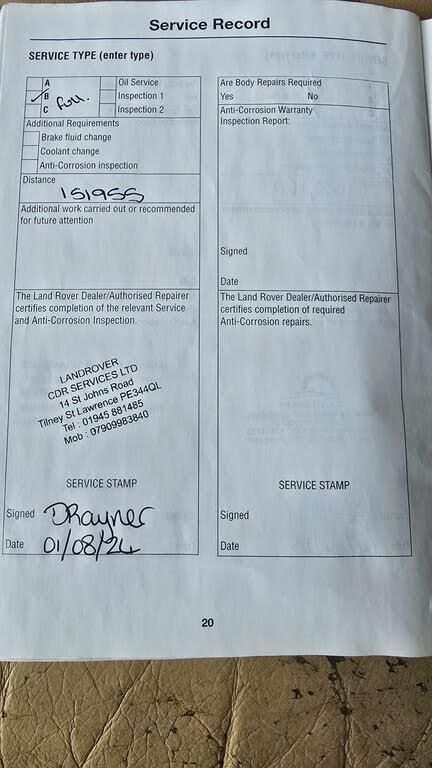 Service Record
SERVICE TYPE (enter type)
A
B
C
full.
Oil Service
Inspection 1
Inspection 2
Additional Requirements
Brake fluid change
Coolant change
Anti-Corrosion inspection
Distance
151955
Additional work carried out or recommended
for future attention
The Land Rover Dealer/Authorised Repairer
certifies completion of the relevant Service
and Anti-Corrosion Inspection.
LANDROVER
CDR SERVICES LTD
14 St Johns Road
Tilney St Lawrence PE344QL
Tel : 01945 881485
Mob : 07909983840
SERVICE STAMP
Signed DRayner
Date 01/08/24
Are Body Repairs Required
Yes No
Anti-Corrosion Warranty
Inspection Report:
Signed
Date
The Land Rover Dealer/Authorised Repairer
certifies completion of required
Anti-Corrosion repairs.
SERVICE STAMP
Signed
Date
20